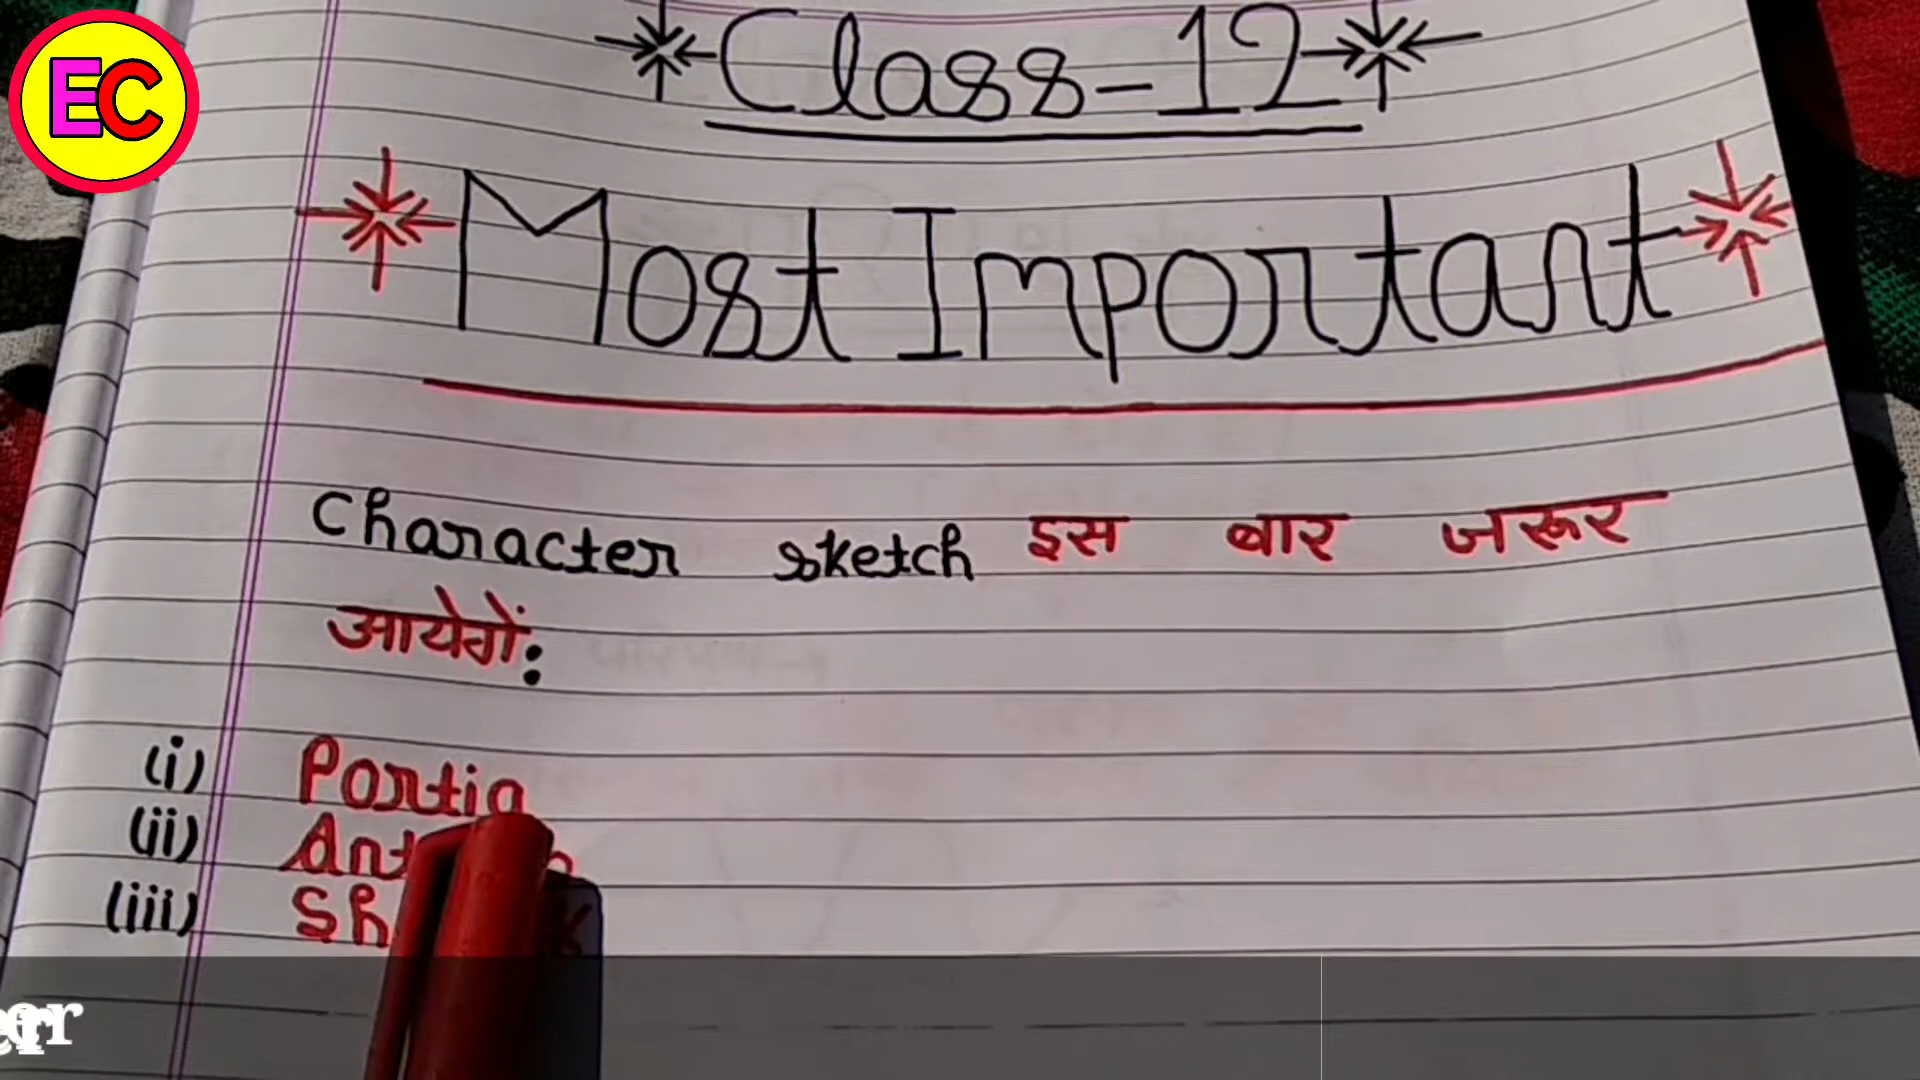 EC
Class-12
Most Important
Character sketch इस बार जरूर
आयेगें:
(i) Portia
(ii)
(iii)